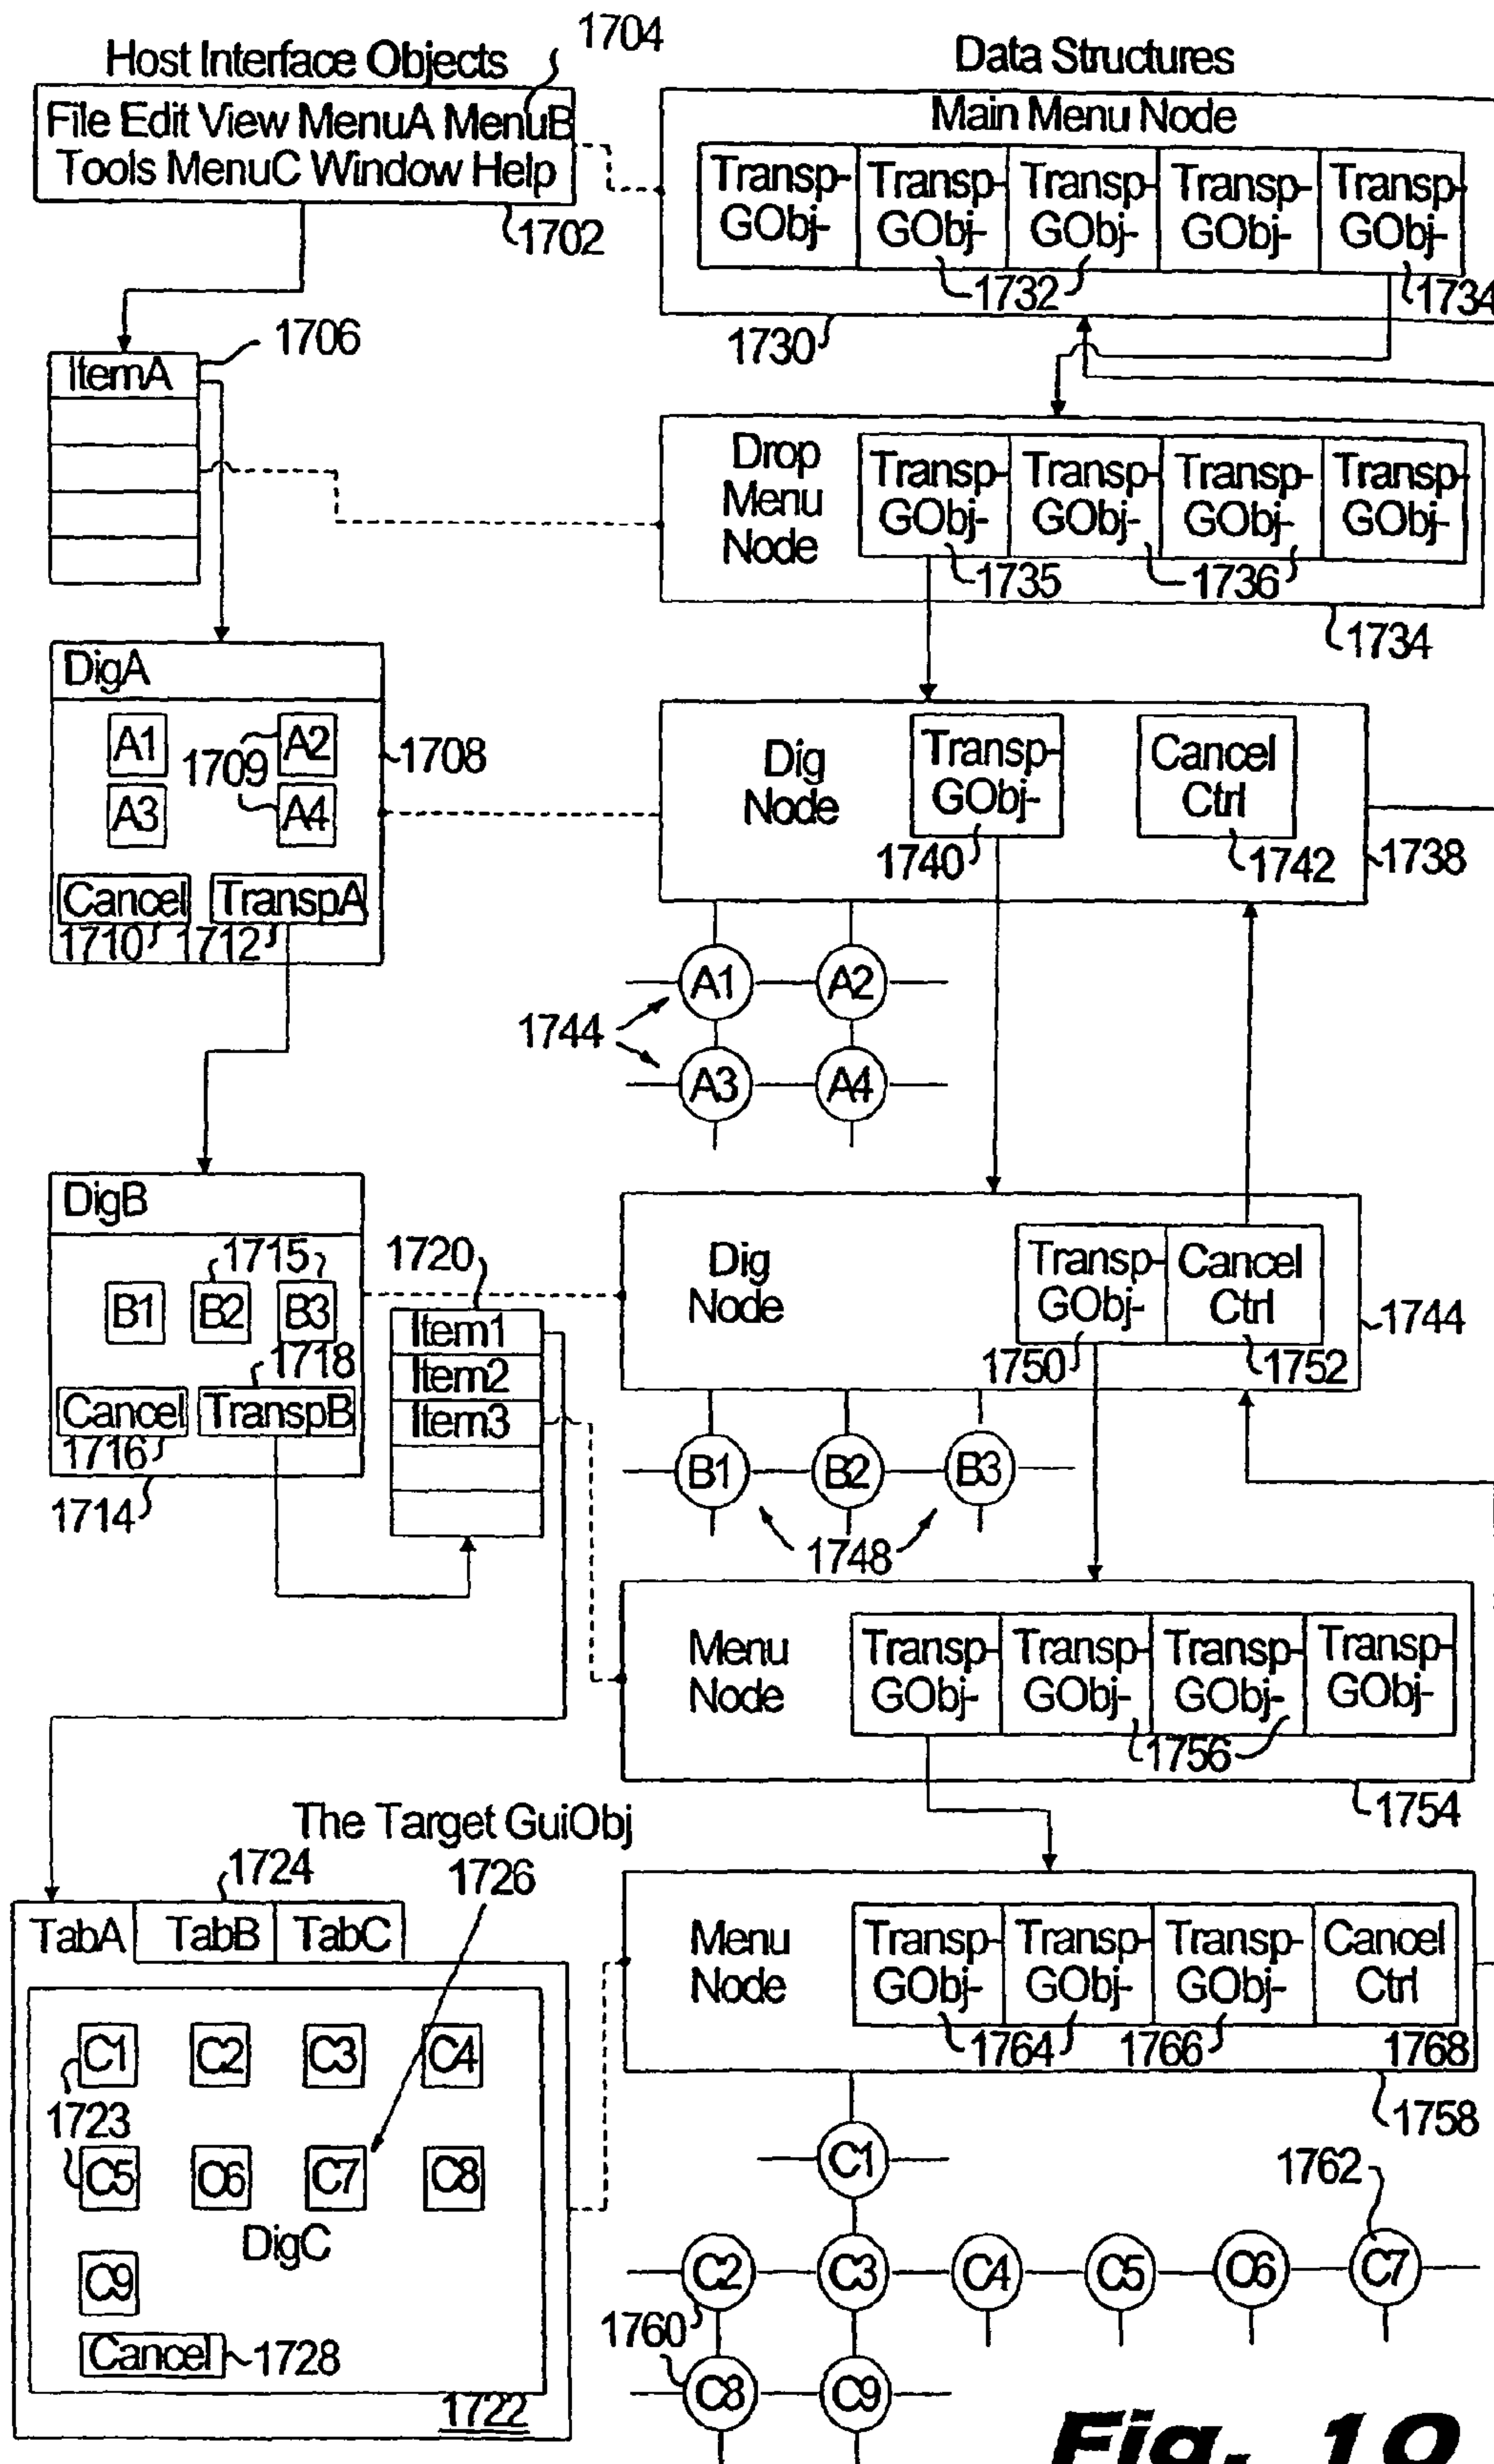 1704
Host Interface Objects
Data Structures
File Edit View MenuA MenuB
Tools MenuC Window Help
1702
Main Menu Node
Transp- Transp- Transp- Transp- Transp-
GObj- GObj- GObj- GObj- GObj-
1732
1734
1730
1706
ItemA
Drop
Menu
Node
Transp- Transp- Transp- Transp-
GObj- GObj- GObj- GObj-
1735
1736
1734
DigA
A1
A2
1709
A3
A4
1708
Cancel
TranspA
1710
1712
Dig
Node
Transp-
GObj-
Cancel
Ctrl
1740
1742
1738
A1
A2
1744
A3
A4
DigB
1715
B1
B2
B3
1718
Cancel
TranspB
1716
1714
1720
Item1
Item2
Item3
Dig
Node
Transp-
GObj-
Cancel
Ctrl
1750
1752
1744
B1
B2
B3
1748
Menu
Node
Transp- Transp- Transp- Transp-
GObj- GObj- GObj- GObj-
1756
1754
The Target GuiObj
1724
1726
TabA
TabB
TabC
C1
C2
C3
C4
1723
C5
C6
C7
C8
DigC
C9
Cancel
1728
1722
Menu
Node
Transp- Transp- Transp- Cancel
GObj- GObj- GObj- Ctrl
1764
1766
1768
1758
C1
1762
C2
C3
C4
C5
C6
C7
1760
C8
C9
Fig. 10